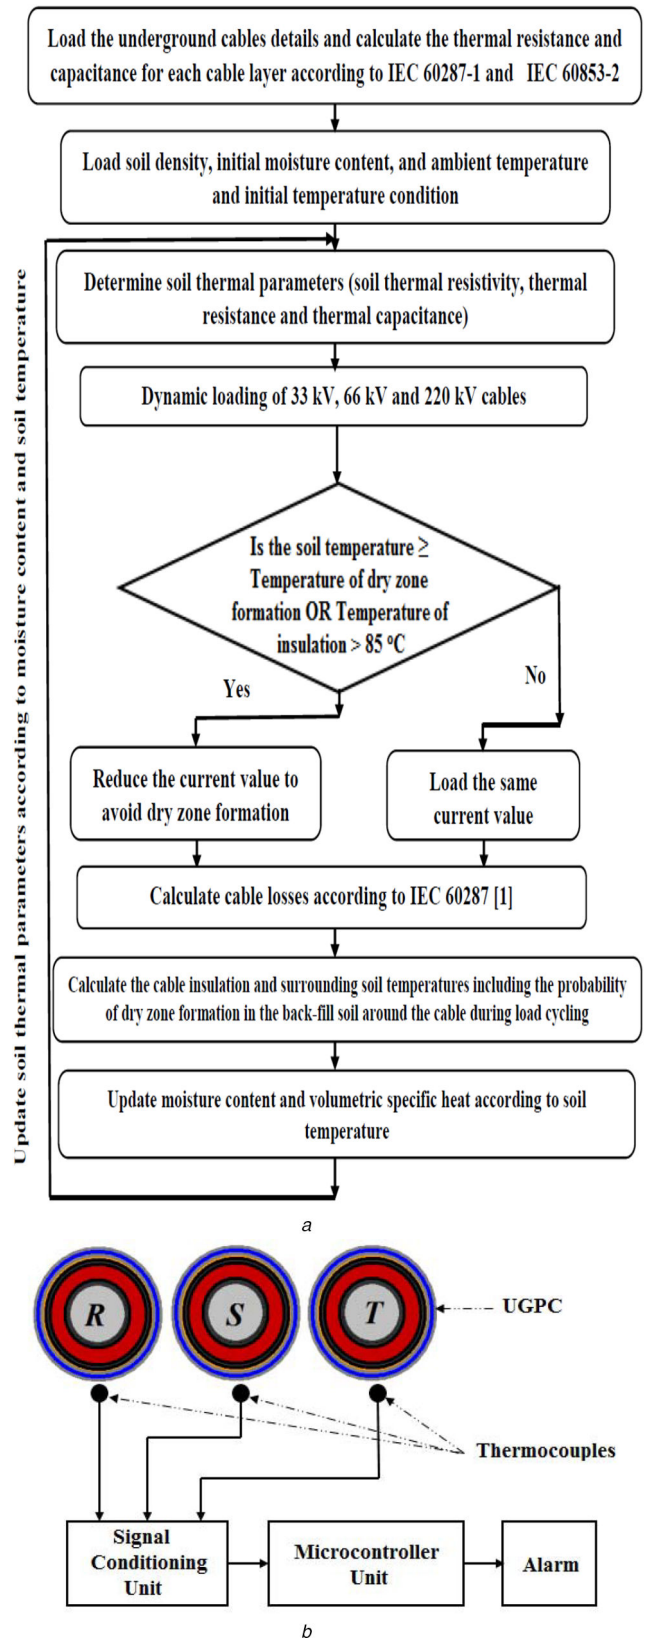 Load the underground cables details and calculate the thermal resistance and
capacitance for each cable layer according to IEC 60287-1 and IEC 60853-2
Load soil density, initial moisture content, and ambient temperature
and initial temperature condition
Determine soil thermal parameters (soil thermal resistivity, thermal
resistance and thermal capacitance)
Dynamic loading of 33 kV, 66 kV and 220 kV cables
Is the soil temperature ≥
Temperature of dry zone
formation OR Temperature of
insulation > 85 °C
Yes
No
Reduce the current value to
avoid dry zone formation
Load the same
current value
Calculate cable losses according to IEC 60287 [1]
Calculate the cable insulation and surrounding soil temperatures including the probability
of dry zone formation in the back-fill soil around the cable during load cycling
Update moisture content and volumetric specific heat according to soil
temperature
Update soil thermal parameters according to moisture content and soil temperature
a
R
S
T
UGPC
Thermocouples
Signal
Conditioning
Unit
Microcontroller
Unit
Alarm
b